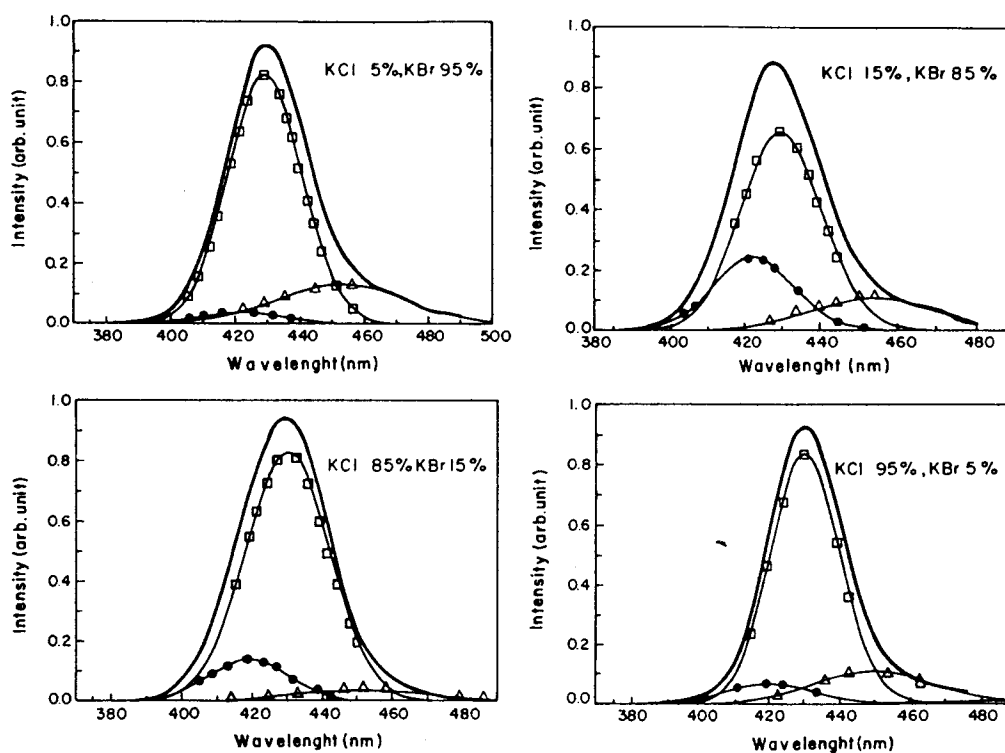 KCl 5%, KBr 95%
Intensity (arb. unit)
1.0
0.8
0.6
0.4
0.2
0.0
380 400 420 440 460 480 500
Wavelenght (nm)
KCl 15%, KBr 85%
Intensity (arb. unit)
1.0
0.8
0.6
0.4
0.2
0.0
380 400 420 440 460 480
Wavelenght (nm)
KCl 85% KBr 15%
Intensity (arb. unit)
1.0
0.8
0.6
0.4
0.2
0.0
400 420 440 460 480
Wavelenght (nm)
KCl 95%, KBr 5%
Intensity (arb. unit)
1.0
0.8
0.6
0.4
0.2
0.0
380 400 420 440 460 480
Wavelenght (nm)